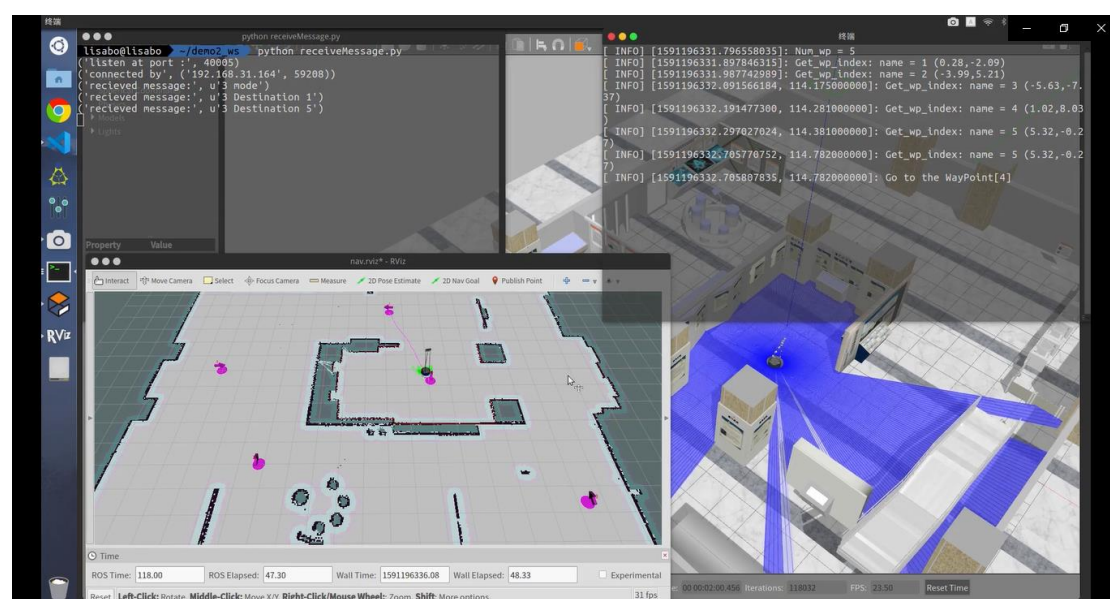 终端
python receiveMessage.py
lisabo@lisabo ~/demo2_ws python receiveMessage.py
('listen at port :', 40005)
('connected by', ('192.168.31.164', 59208))
('recieved message:', u'3 mode')
('recieved message:', u'3 Destination 1')
('recieved message:', u'3 Destination 5')
Models
Lights
Property Value
终端
[ INFO] [1591196331.796558035]: Num_wp = 5
[ INFO] [1591196331.897846315]: Get_wp_index: name = 1 (0.28,-2.09)
[ INFO] [1591196331.987742989]: Get_wp_index: name = 2 (-3.99,5.21)
[ INFO] [1591196332.091566184, 114.175000000]: Get_wp_index: name = 3 (-5.63,-7.
37)
[ INFO] [1591196332.191477300, 114.281000000]: Get_wp_index: name = 4 (1.02,8.03
)
[ INFO] [1591196332.297027024, 114.381000000]: Get_wp_index: name = 5 (5.32,-0.2
7)
[ INFO] [1591196332.705770752, 114.782000000]: Get_wp_index: name = 5 (5.32,-0.2
7)
[ INFO] [1591196332.705807835, 114.782000000]: Go to the WayPoint[4]
RViz
nav.rviz* - RViz
Interact Move Camera Select Focus Camera Measure 2D Pose Estimate 2D Nav Goal Publish Point
Time
ROS Time: 118.00 ROS Elapsed: 47.30 Wall Time: 1591196336.08 Wall Elapsed: 48.33 Experimental
Reset Left-Click: Rotate. Middle-Click: Move X/Y. Right-Click/Mouse Wheel: Zoom. Shift: More options. 31 fps
00 00:02:00.456 Iterations: 118032 FPS: 23.50 Reset Time